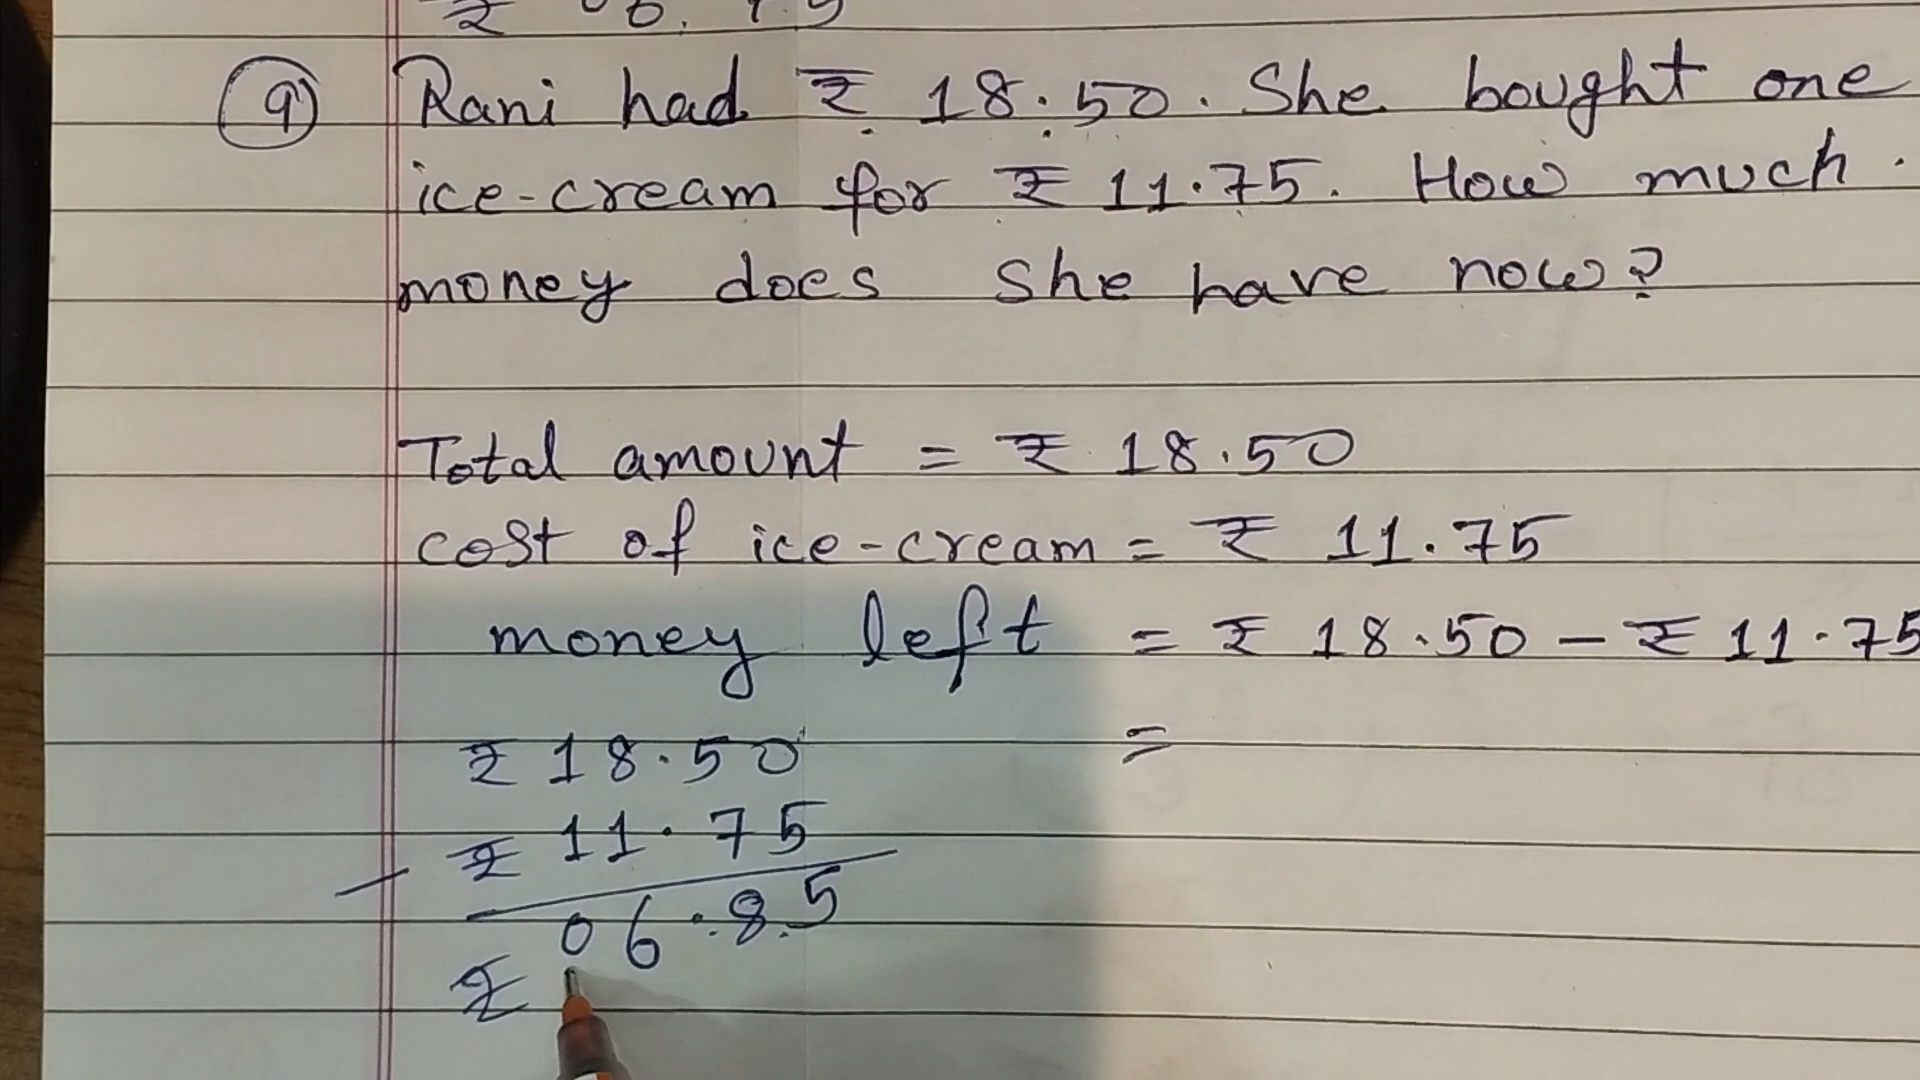 (9) Rani had ₹ 18.50. She bought one
ice-cream for ₹ 11.75. How much
money does she have now?
Total amount = ₹ 18.50
cost of ice-cream = ₹ 11.75
money left = ₹ 18.50 - ₹ 11.75
₹ 18.50 =
- ₹ 11.75
₹ 06.85